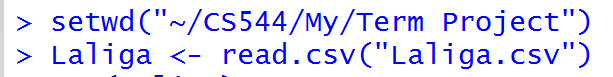 > setwd("~/CS544/My/Term Project")
> Laliga <- read.csv("Laliga.csv")